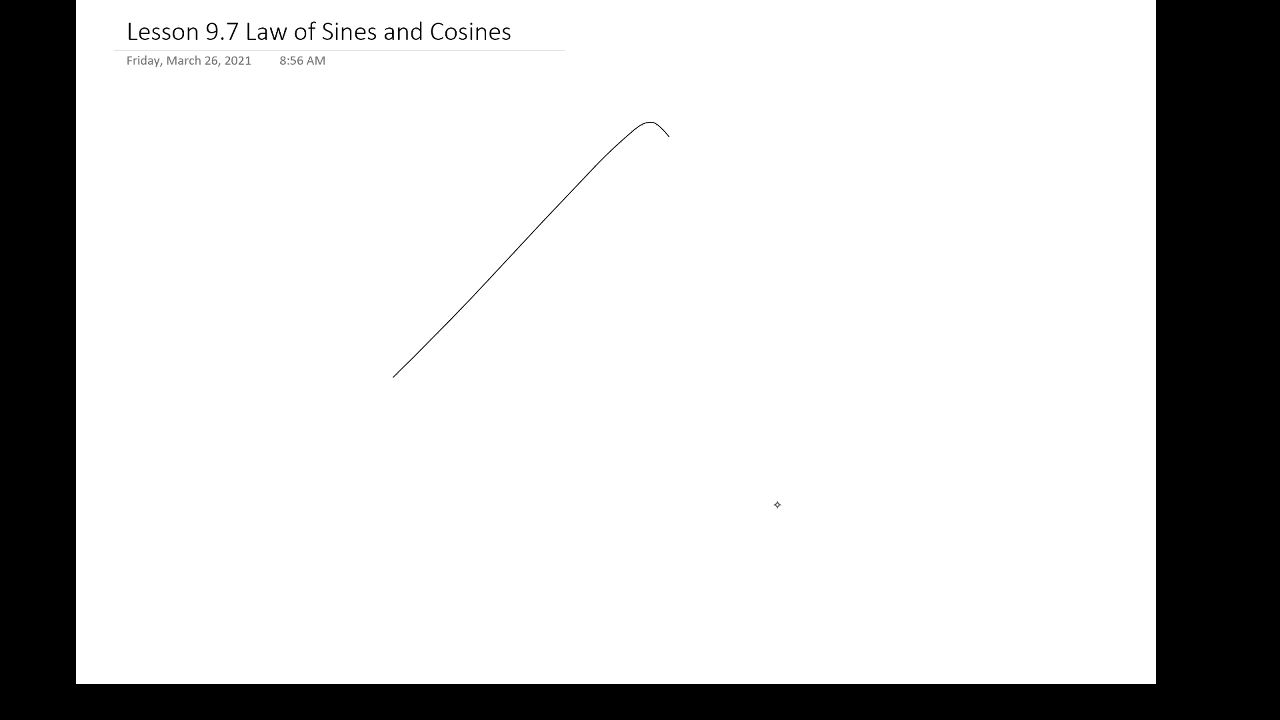 Lesson 9.7 Law of Sines and Cosines
Friday, March 26, 2021 8:56 AM